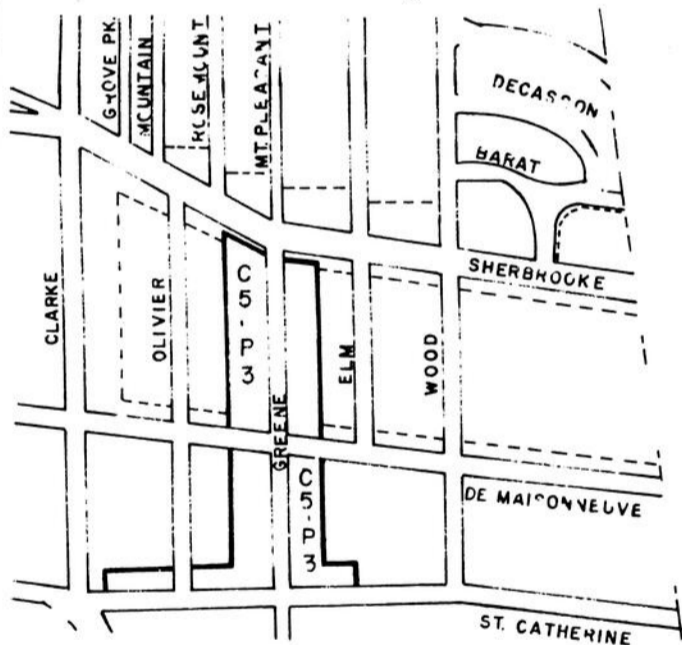 GROVE PK.
MOUNTAIN
ROSEMOUNT
MT. PLEASANT
DECASSON
BARAT
SHERBROOKE
CLARKE
OLIVIER
C5-P3
GREENE
ELM
WOOD
C5-P3
DE MAISONNEUVE
ST. CATHERINE